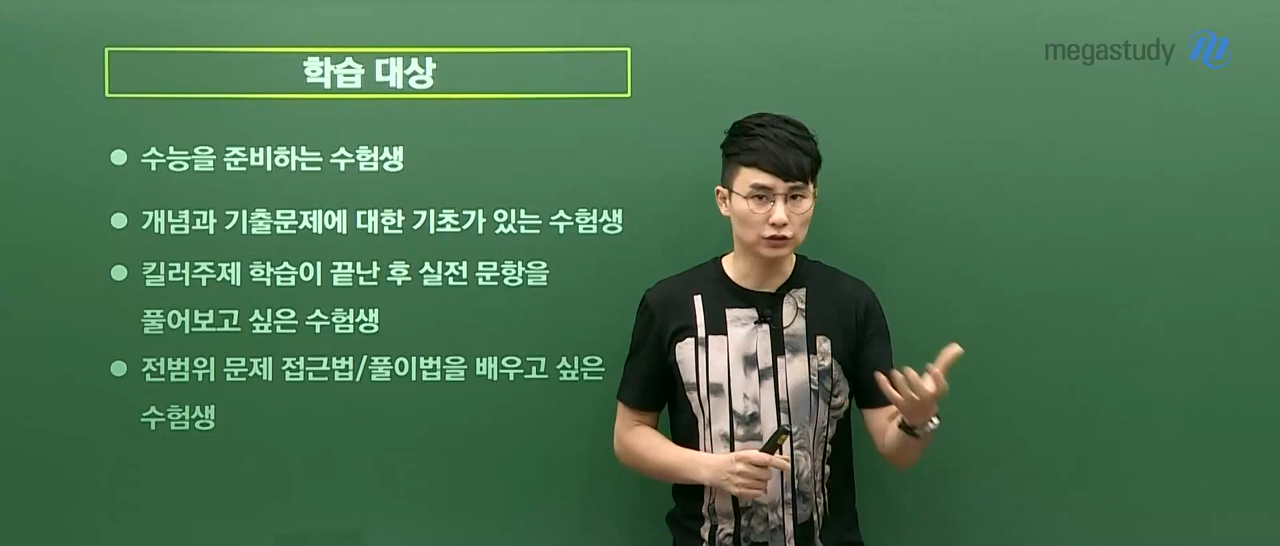 megastudy
학습 대상
● 수능을 준비하는 수험생
● 개념과 기출문제에 대한 기초가 있는 수험생
● 킬러주제 학습이 끝난 후 실전 문항을
풀어보고 싶은 수험생
● 전범위 문제 접근법/풀이법을 배우고 싶은
수험생